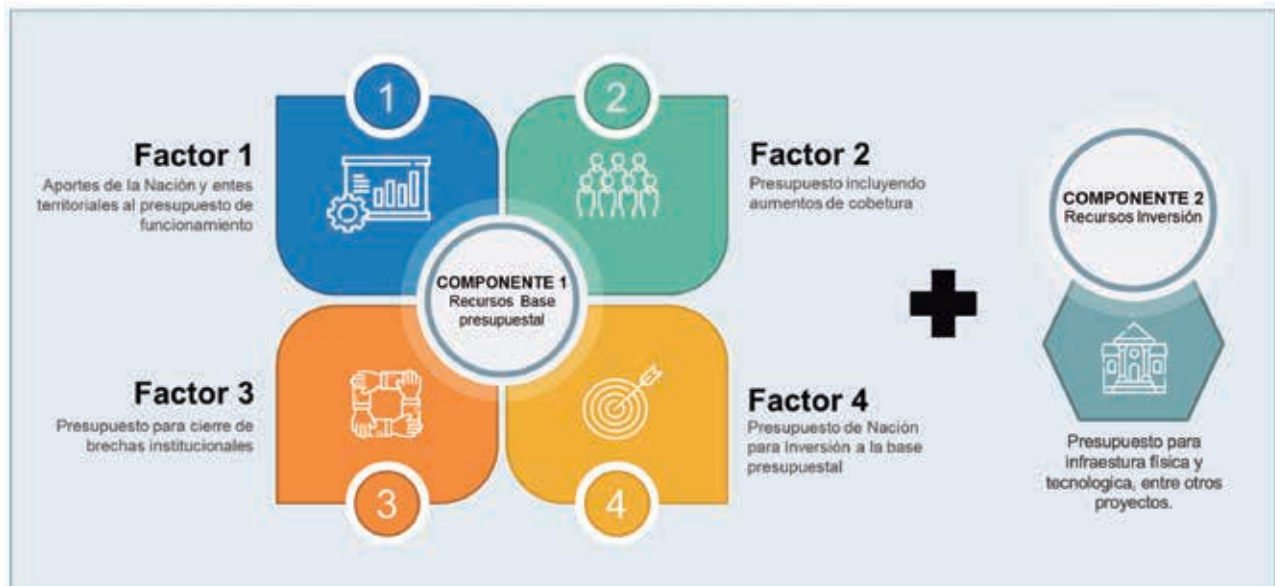 1
Factor 1
Aportes de la Nación y entes
territoriales al presupuesto de
funcionamiento
2
Factor 2
Presupuesto incluyendo
aumentos de cobetura
COMPONENTE 1
Recursos Base
presupuestal
Factor 3
Presupuesto para cierre de
brechas institucionales
3
Factor 4
Presupuesto de Nación
para Inversión a la base
presupuestal
4
COMPONENTE 2
Recursos Inversión
Presupuesto para
infraestura física y
tecnologica, entre otros
proyectos.